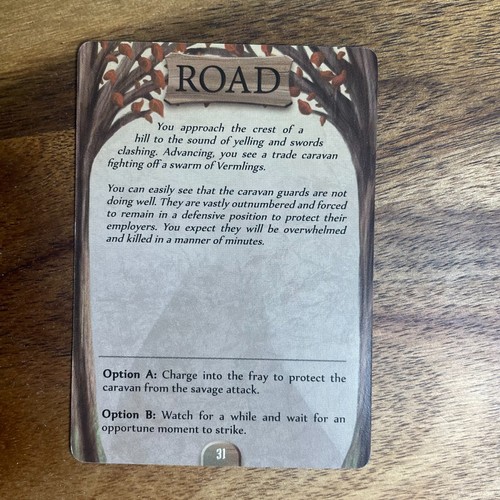 ROAD
You approach the crest of a
hill to the sound of yelling and swords
clashing. Advancing, you see a trade caravan
fighting off a swarm of Vermlings.
You can easily see that the caravan guards are not
doing well. They are vastly outnumbered and forced
to remain in a defensive position to protect their
employers. You expect they will be overwhelmed
and killed in a manner of minutes.
Option A: Charge into the fray to protect the
caravan from the savage attack.
Option B: Watch for a while and wait for an
opportune moment to strike.
31